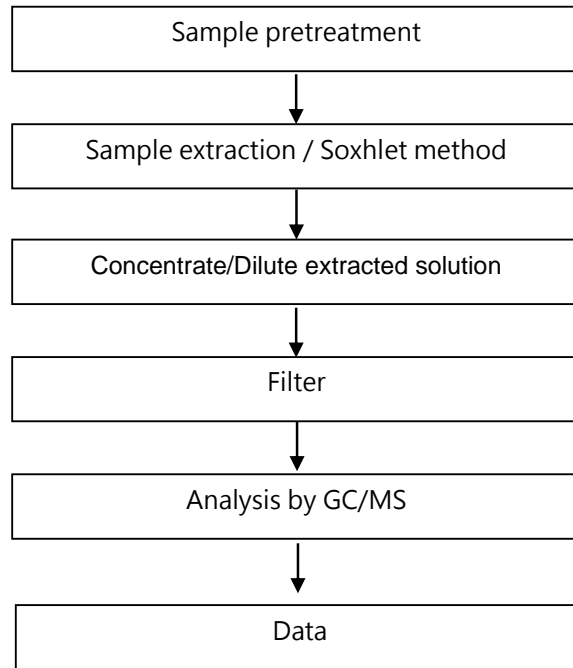 Sample pretreatment
Sample extraction / Soxhlet method
Concentrate/Dilute extracted solution
Filter
Analysis by GC/MS
Data